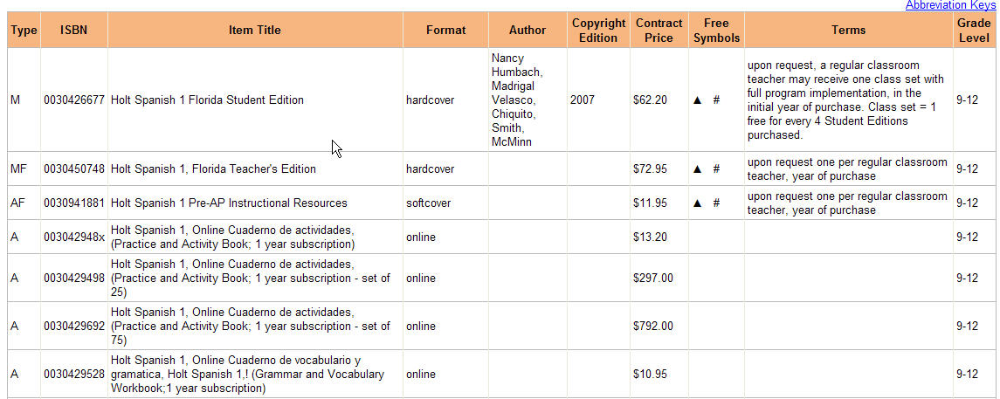 Abbreviation Keys
Type ISBN Item Title Format Author Copyright Edition Contract Price Free Symbols Terms Grade Level
M 0030426677 Holt Spanish 1 Florida Student Edition hardcover Nancy Humbach, Madrigal Velasco, Chiquito, Smith, McMinn 2007 $62.20 ▲ # upon request, a regular classroom teacher may receive one class set with full program implementation, in the initial year of purchase. Class set = 1 free for every 4 Student Editions purchased. 9-12
MF 0030450748 Holt Spanish 1, Florida Teacher's Edition hardcover $72.95 ▲ # upon request one per regular classroom teacher, year of purchase 9-12
AF 0030941881 Holt Spanish 1 Pre-AP Instructional Resources softcover $11.95 ▲ # upon request one per regular classroom teacher, year of purchase 9-12
A 003042948x Holt Spanish 1, Online Cuaderno de actividades, (Practice and Activity Book; 1 year subscription) online $13.20 9-12
A 0030429498 Holt Spanish 1, Online Cuaderno de actividades, (Practice and Activity Book; 1 year subscription - set of 25) online $297.00 9-12
A 0030429692 Holt Spanish 1, Online Cuaderno de actividades, (Practice and Activity Book; 1 year subscription - set of 75) online $792.00 9-12
A 0030429528 Holt Spanish 1, Online Cuaderno de vocabulario y gramatica, Holt Spanish 1,! (Grammar and Vocabulary Workbook;1 year subscription) online $10.95 9-12